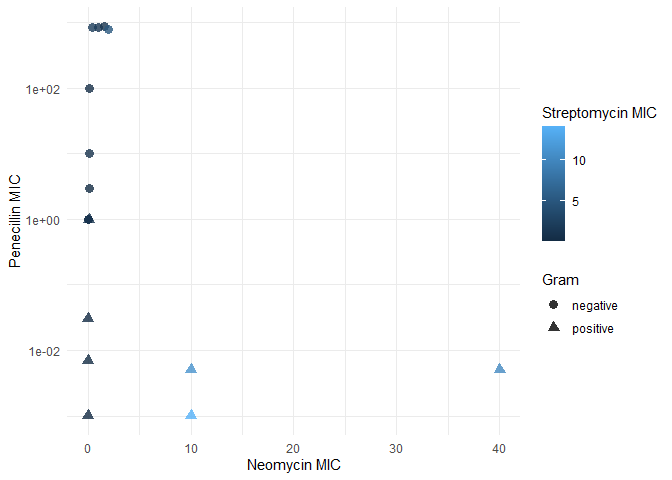 1e+02
1e+00
1e-02
Penecillin MIC
0
10
20
30
40
Neomycin MIC
Streptomycin MIC
10
5
Gram
negative
positive